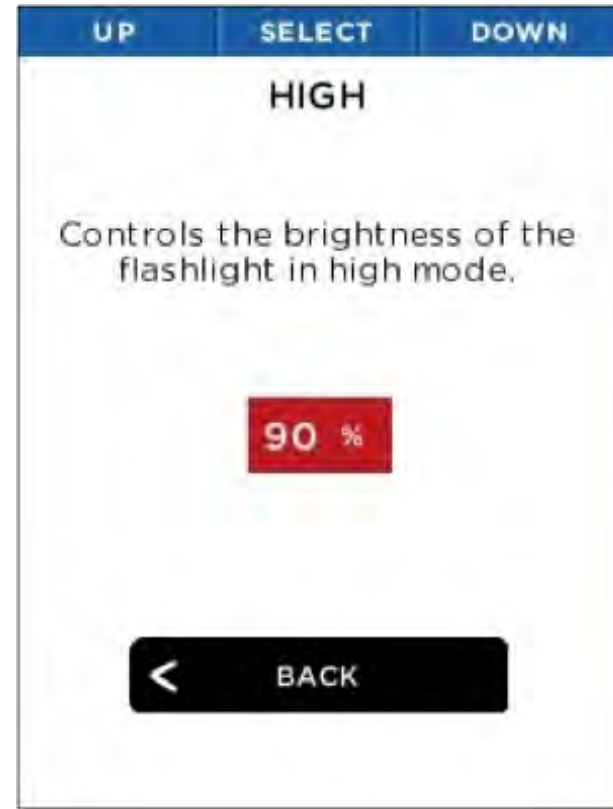 UP SELECT DOWN
HIGH
Controls the brightness of the
flashlight in high mode.
90 %
< BACK